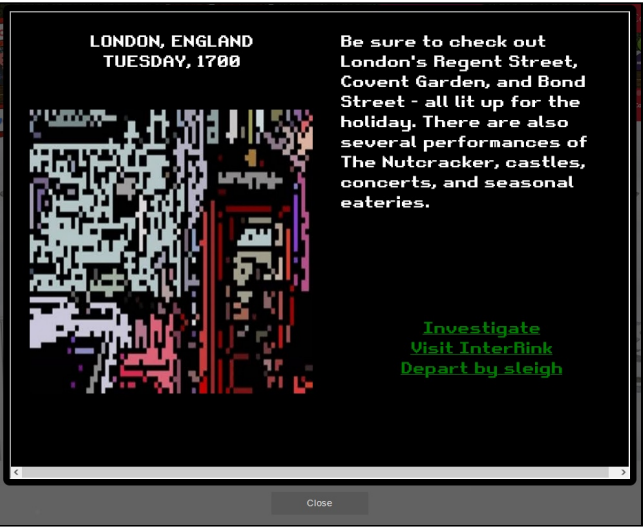 LONDON, ENGLAND
TUESDAY, 1700
Be sure to check out
London's Regent Street,
Covent Garden, and Bond
Street - all lit up for the
holiday. There are also
several performances of
The Nutcracker, castles,
concerts, and seasonal
eateries.
Investigate
Visit InterRink
Depart by sleigh
Close